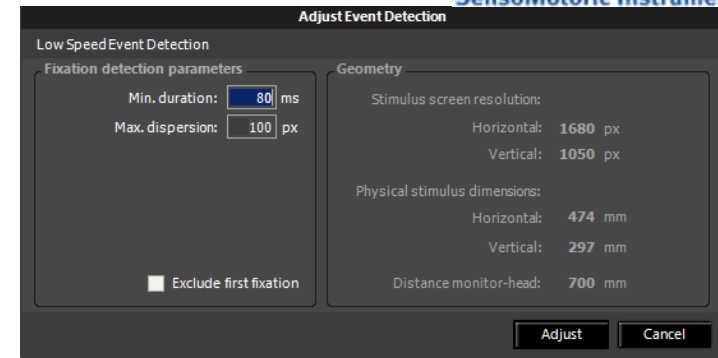 SensoMotoric Instrume
Adjust Event Detection
Low Speed Event Detection
Fixation detection parameters
Min. duration: 80 ms
Max. dispersion: 100 px
Exclude first fixation
Geometry
Stimulus screen resolution:
Horizontal: 1680 px
Vertical: 1050 px
Physical stimulus dimensions:
Horizontal: 474 mm
Vertical: 297 mm
Distance monitor-head: 700 mm
Adjust Cancel